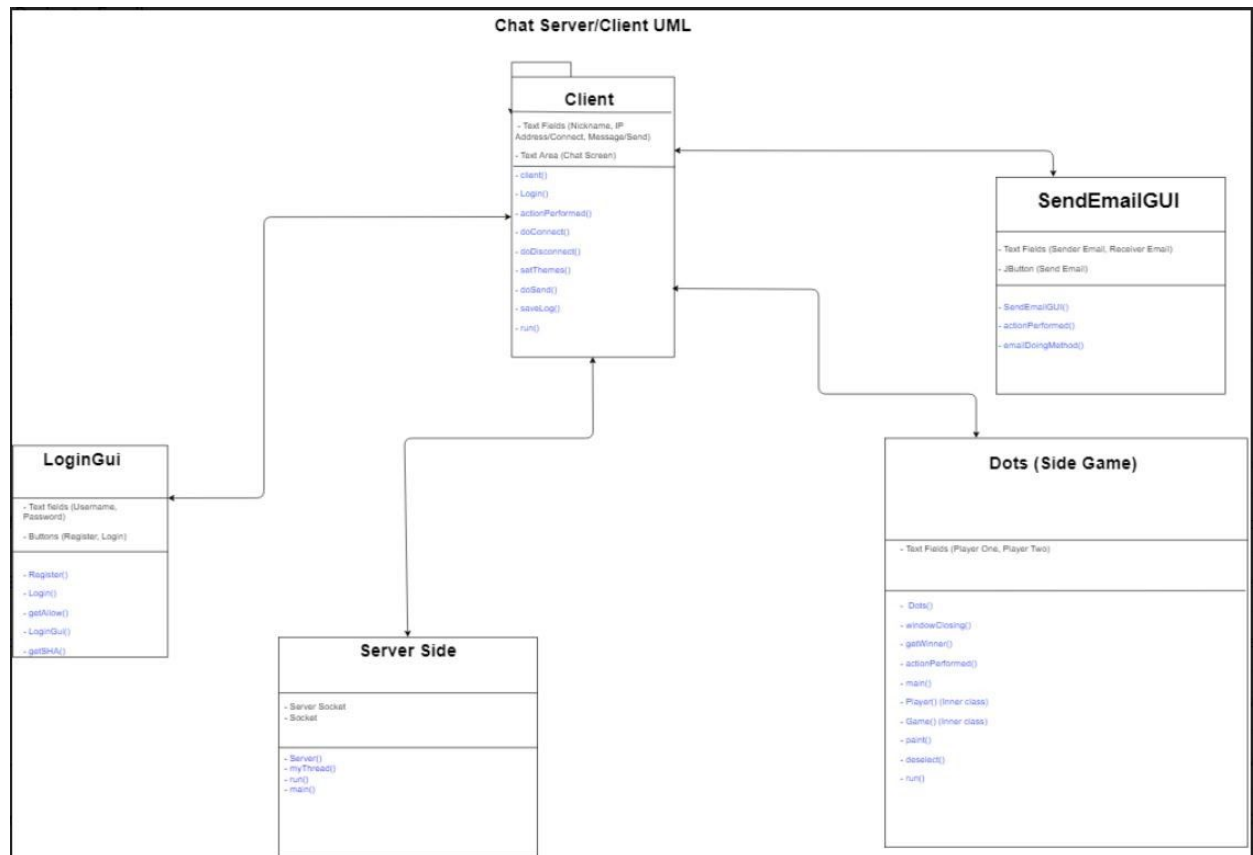 Chat Server/Client UML
Client
- Text Fields (Nickname, IP
Address/Connect, Message/Send)
- Text Area (Chat Screen)
- client()
- Login()
- actionPerformed()
- doConnect()
- doDisconnect()
- setThemes()
- doSend()
- saveLog()
- run()
SendEmailGUI
- Text Fields (Sender Email, Receiver Email)
- JButton (Send Email)
- SendEmailGUI()
- actionPerformed()
- emailDoingMethod()
LoginGui
- Text fields (Username,
Password)
- Buttons (Register, Login)
- Register()
- Login()
- getAllow()
- LoginGui()
- getSHA()
Server Side
- Server Socket
- Socket
- Server()
- myThread()
- run()
- main()
Dots (Side Game)
- Text Fields (Player One, Player Two)
- Dots()
- windowClosing()
- getWinner()
- actionPerformed()
- main()
- Player() (Inner class)
- Game() (Inner class)
- paint()
- deselect()
- run()